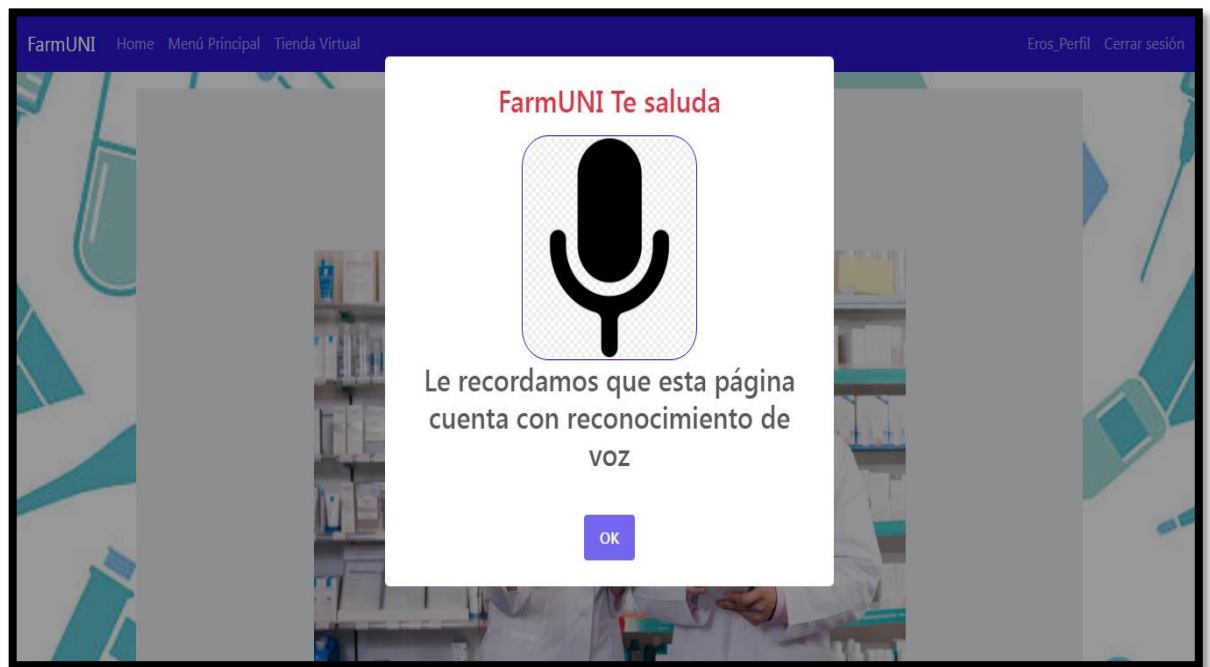 FarmUNI Home Menú Principal Tienda Virtual Eros_Perfil Cerrar sesión
FarmUNI Te saluda
Le recordamos que esta página
cuenta con reconocimiento de
voz
OK